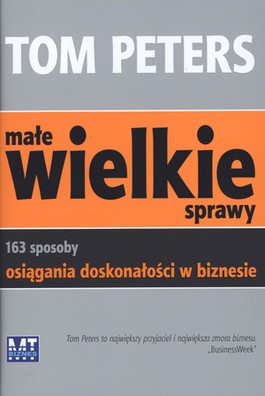 TOM PETERS
małe
wielkie
sprawy
163 sposoby
osiągania doskonałości w biznesie
MT
BIZNES
Tom Peters to największy przyjaciel i największa zmora biznesu.
„BusinessWeek”